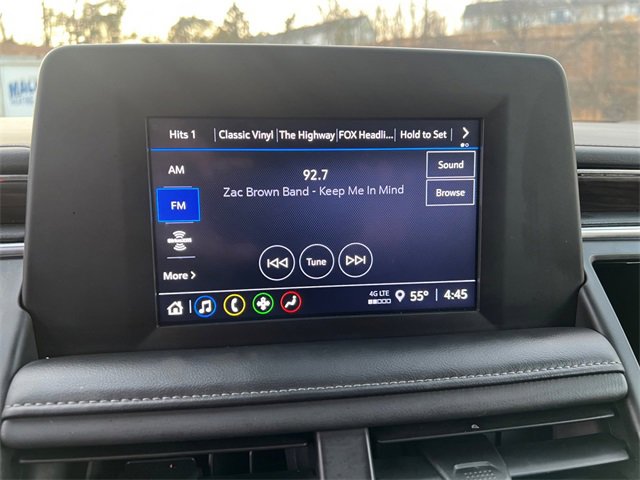 Hits 1 Classic Vinyl The Highway FOX Headli... Hold to Set
AM
92.7
Sound
Zac Brown Band - Keep Me In Mind
Browse
FM
Tune
More
4G LTE
55° 4:45